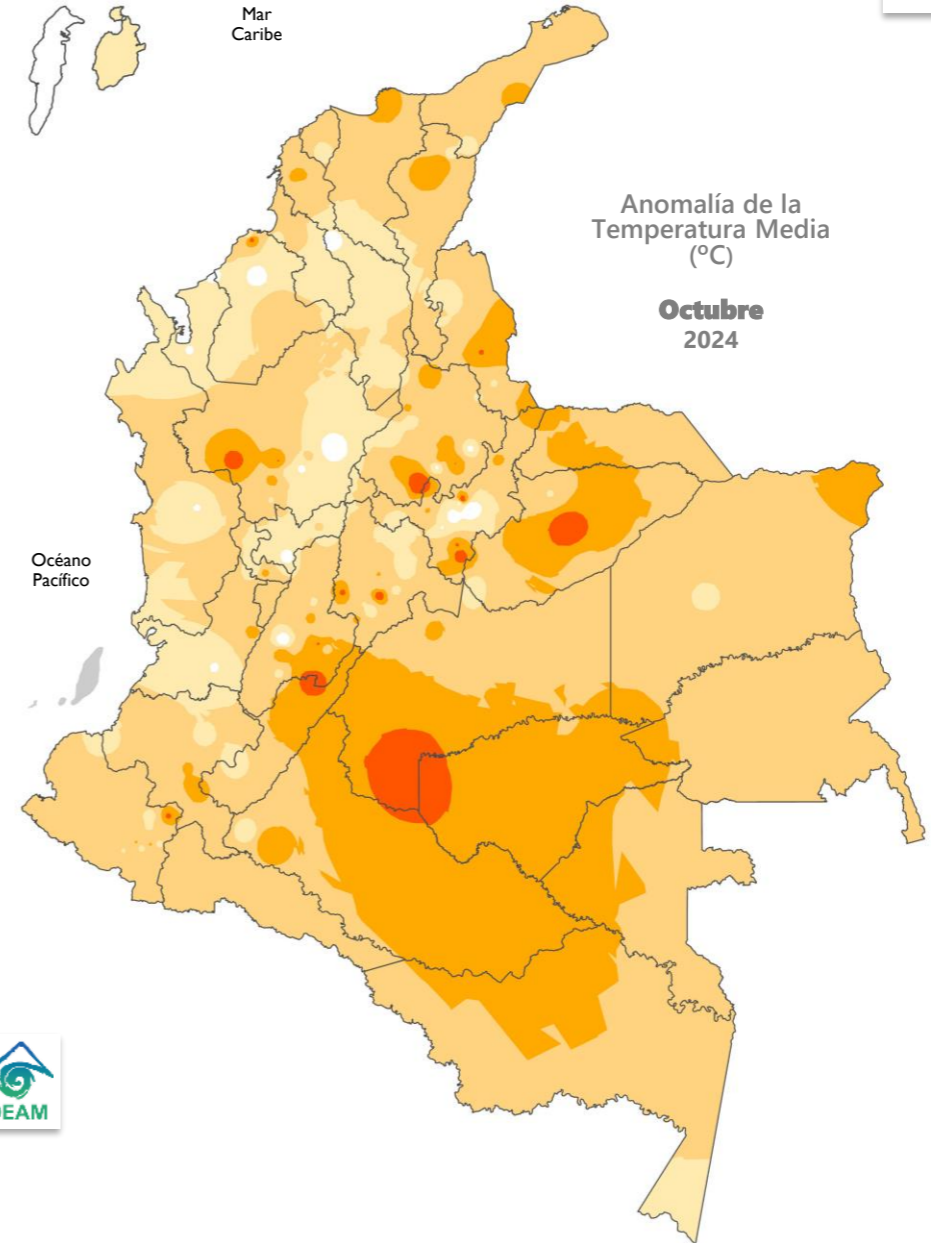 Mar
Caribe
Anomalía de la
Temperatura Media
(ºC)
Octubre
2024
Océano
Pacífico
DEAM